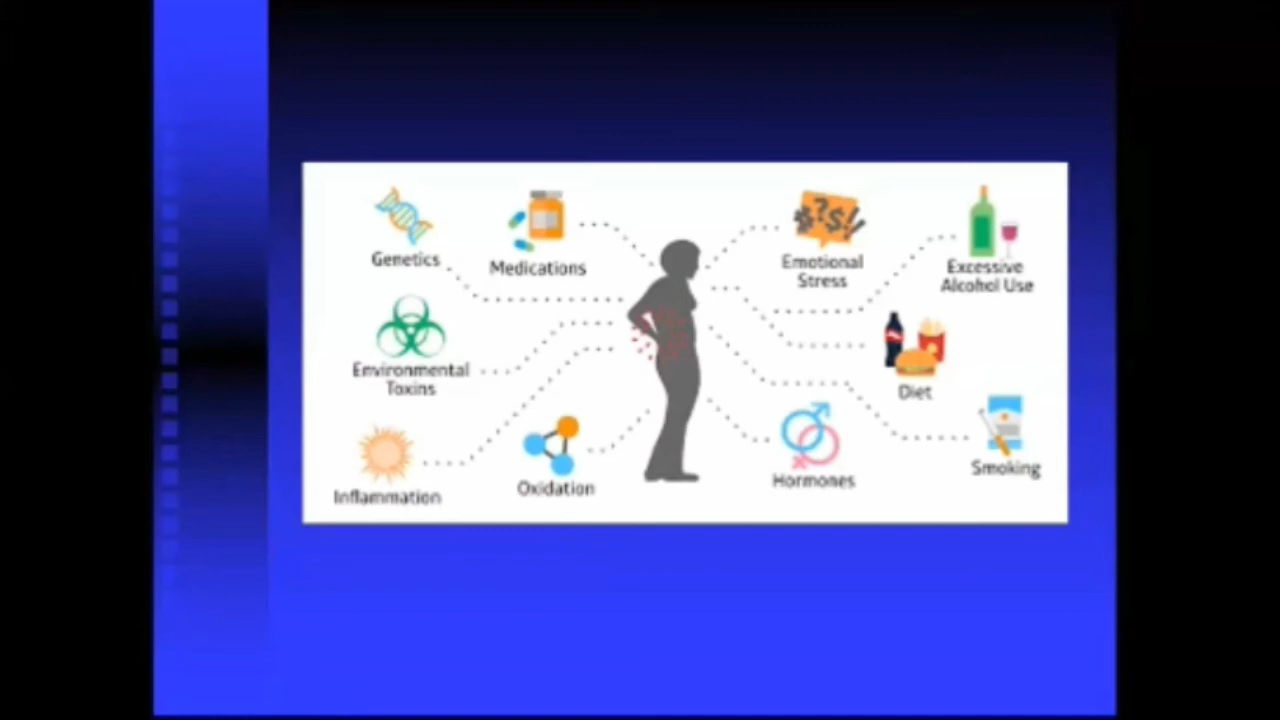 Genetics
Medications
Emotional
Stress
Excessive
Alcohol Use
Environmental
Toxins
Diet
Inflammation
Oxidation
Hormones
Smoking
#?$!/